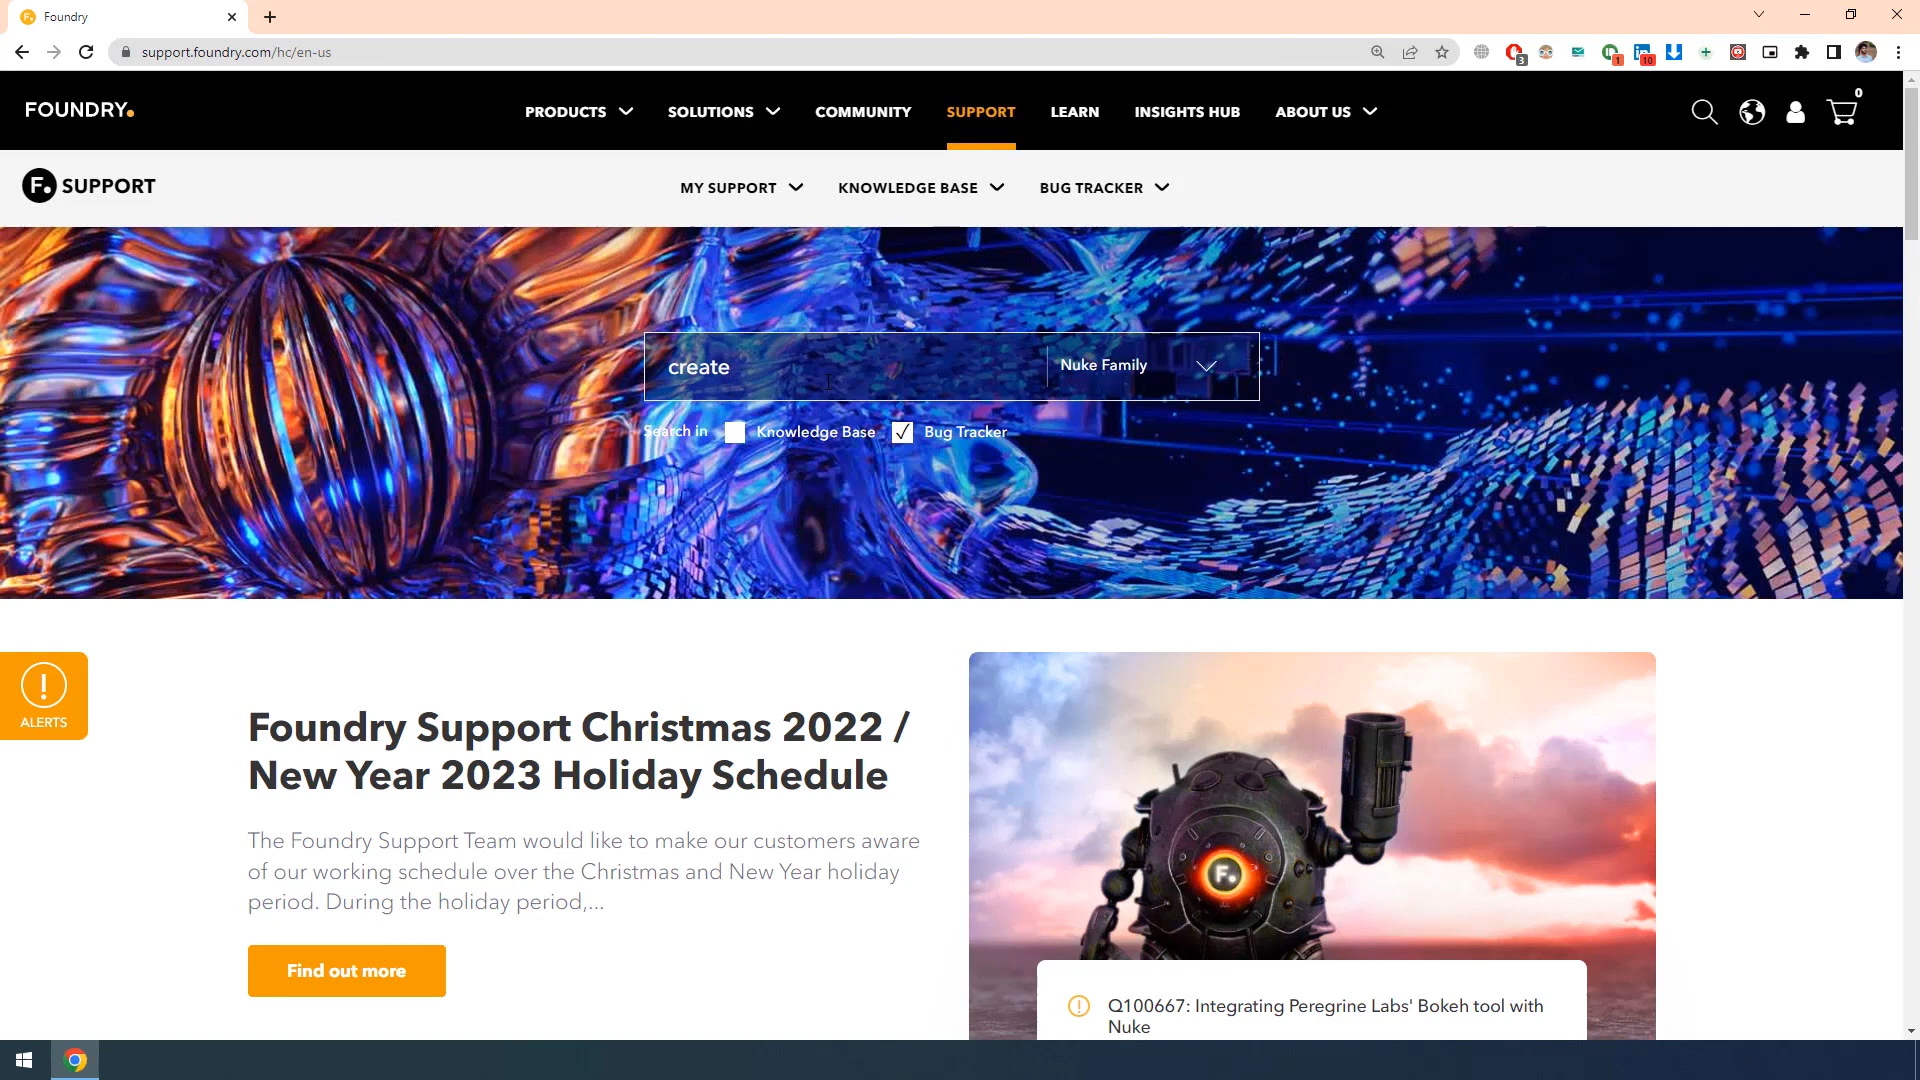 Foundry
support.foundry.com/hc/en-us
3
1
10
FOUNDRY.
PRODUCTS
SOLUTIONS
COMMUNITY
SUPPORT
LEARN
INSIGHTS HUB
ABOUT US
0
F. SUPPORT
MY SUPPORT
KNOWLEDGE BASE
BUG TRACKER
create
Nuke Family
Search in
Knowledge Base
Bug Tracker
ALERTS
Foundry Support Christmas 2022 /
New Year 2023 Holiday Schedule
The Foundry Support Team would like to make our customers aware
of our working schedule over the Christmas and New Year holiday
period. During the holiday period,...
Find out more
F.
Q100667: Integrating Peregrine Labs' Bokeh tool with
Nuke